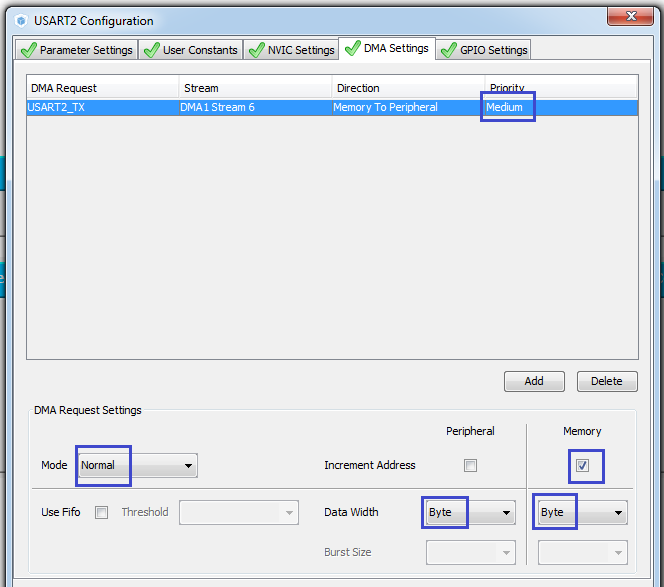 USART2 Configuration
Parameter Settings User Constants NVIC Settings DMA Settings GPIO Settings
DMA Request Stream Direction Priority
USART2_TX DMA1 Stream 6 Memory To Peripheral Medium
Add Delete
DMA Request Settings
Peripheral Memory
Mode Normal Increment Address
Use Fifo Threshold Data Width Byte Byte
Burst Size